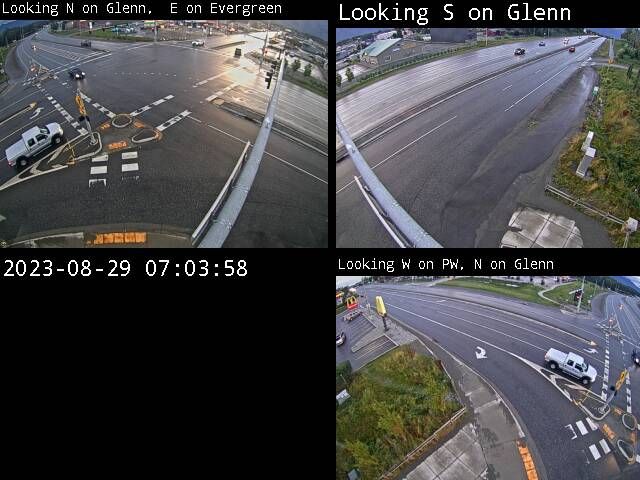 Looking N on Glenn,  E on Evergreen
Looking S on Glenn
2023-08-29 07:03:58
Looking W on PW, N on Glenn